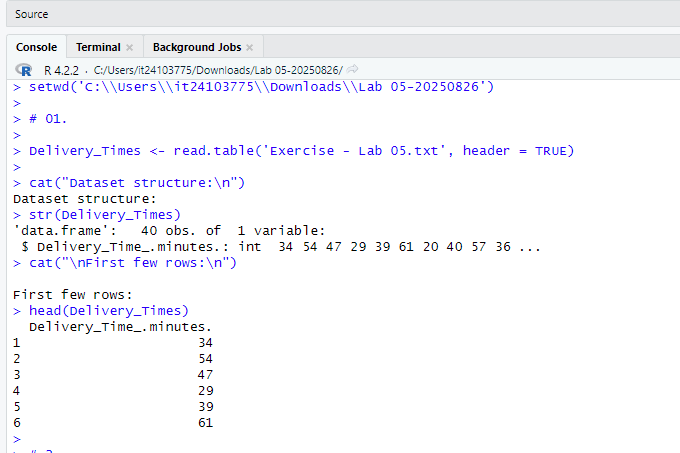 Source
Console Terminal × Background Jobs ×
R R 4.2.2 · C:/Users/it24103775/Downloads/Lab 05-20250826/
> setwd('C:\\Users\\it24103775\\Downloads\\Lab 05-20250826')
>
> # 01.
>
> Delivery_Times <- read.table('Exercise - Lab 05.txt', header = TRUE)
>
> cat("Dataset structure:\n")
Dataset structure:
> str(Delivery_Times)
'data.frame':   40 obs. of  1 variable:
 $ Delivery_Time_.minutes.: int  34 54 47 29 39 61 20 40 57 36 ...
> cat("\nFirst few rows:\n")
First few rows:
> head(Delivery_Times)
  Delivery_Time_.minutes.
1                      34
2                      54
3                      47
4                      29
5                      39
6                      61
>